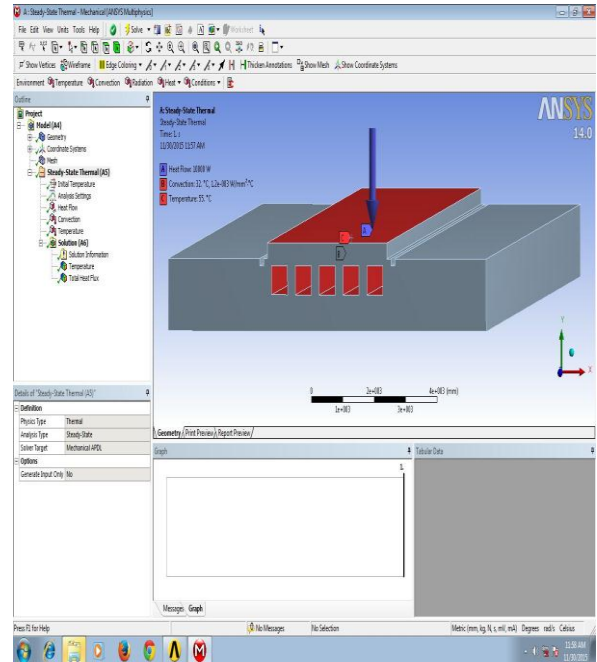 A: Steady-State Thermal - Mechanical [ANSYS Multiphysics]
File Edit View Units Tools Help Solve Worksheet
Show Vertices Wireframe Edge Coloring Thicken Annotations Show Mesh Show Coordinate Systems
Environment Temperature Convection Radiation Heat Conditions
Outline
Project
Model (A4)
Geometry
Coordinate Systems
Mesh
Steady-State Thermal (A5)
Initial Temperature
Analysis Settings
Heat Flow
Convection
Temperature
Solution (A6)
Solution Information
Temperature
Total Heat Flux
A: Steady-State Thermal
Steady-State Thermal
Time: 1. s
11/30/2015 11:57 AM
A Heat Flow: 10000 W
B Convection: 32. °C, 1.2e-003 W/mm²·°C
C Temperature: 55. °C
ANSYS
14.0
A
B
Y
X
0 2e+003 4e+003 (mm)
1e+003 3e+003
Geometry Print Preview Report Preview
Details of "Steady-State Thermal (A5)"
Definition
Physics Type Thermal
Analysis Type Steady-State
Solver Target Mechanical APDL
Options
Generate Input Only No
Graph
1.
Messages Graph
Tabular Data
Press F1 for Help No Messages No Selection Metric (mm, kg, N, s, mV, mA) Degrees rad/s Celsius
11:58 AM
11/30/2015